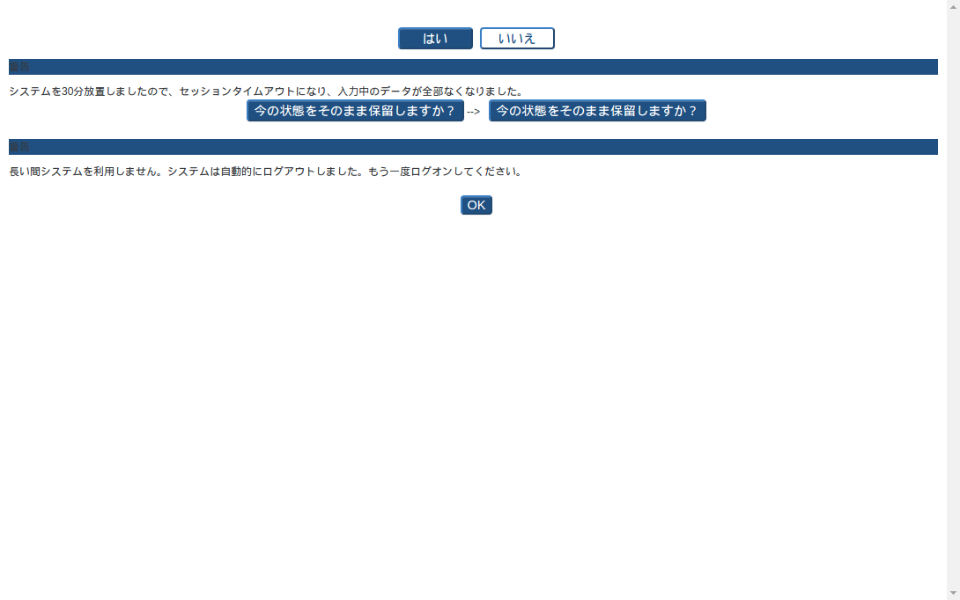 はい いいえ
警告
システムを30分放置しましたので、セッションタイムアウトになり、入力中のデータが全部なくなりました。
今の状態をそのまま保留しますか？ --> 今の状態をそのまま保留しますか？
警告
長い間システムを利用しません。システムは自動的にログアウトしました。もう一度ログオンしてください。
OK